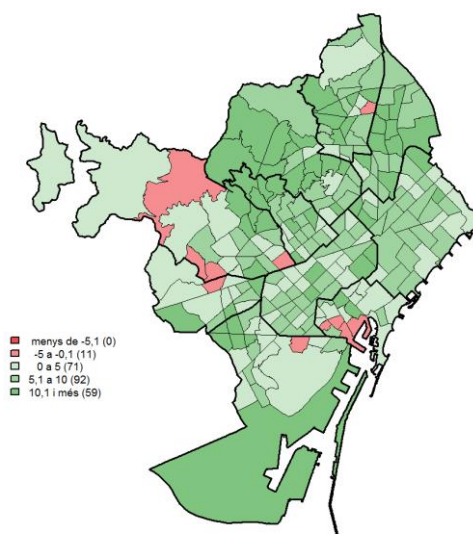 menys de -5,1 (0)
-5 a -0,1 (11)
0 a 5 (71)
5,1 a 10 (92)
10,1 i més (59)